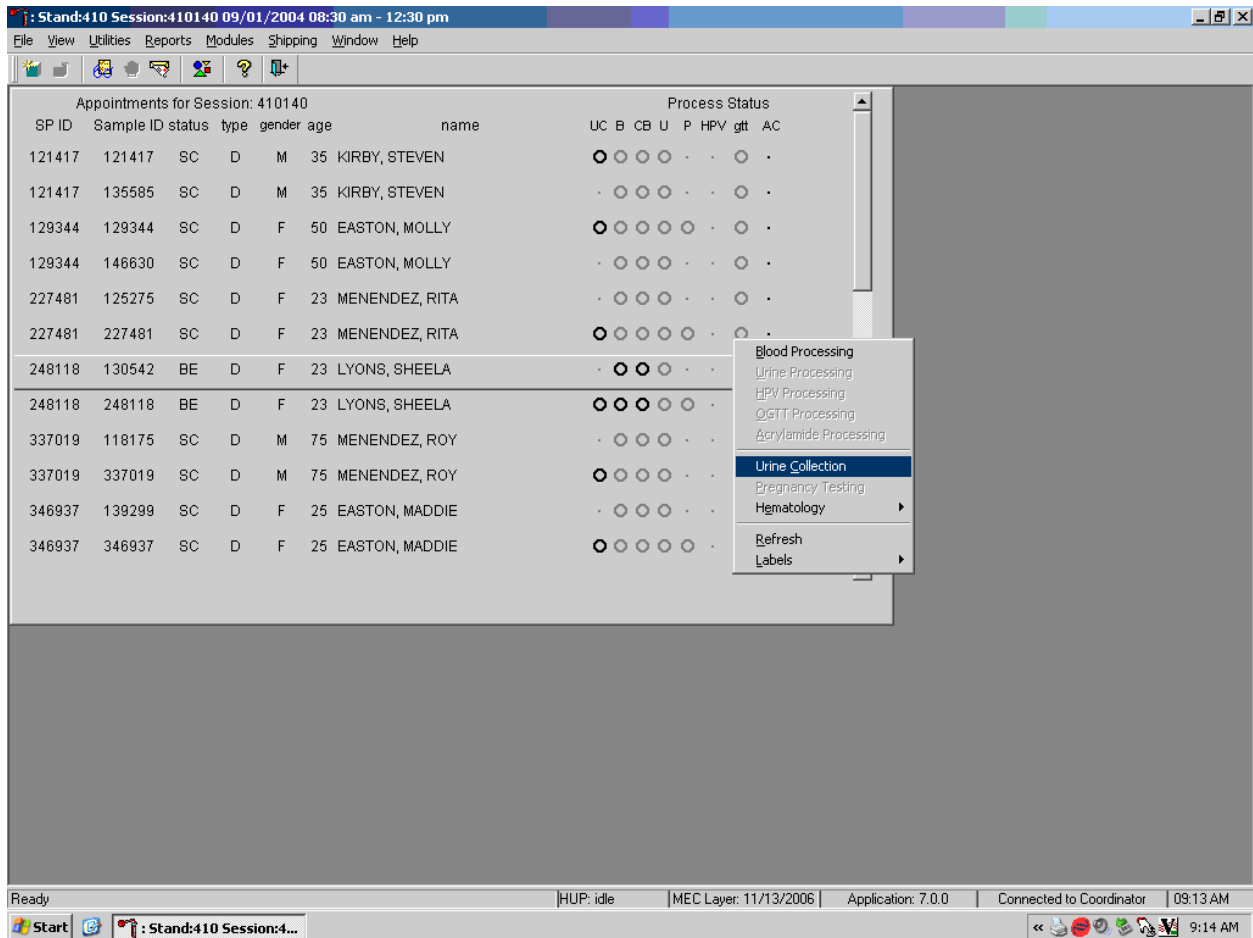 : Stand:410 Session:410140 09/01/2004 08:30 am - 12:30 pm
File View Utilities Reports Modules Shipping Window Help
Appointments for Session: 410140 Process Status
SP ID Sample ID status type gender age name UC B CB U P HPV gtt AC
121417 121417 SC D M 35 KIRBY, STEVEN
121417 135585 SC D M 35 KIRBY, STEVEN
129344 129344 SC D F 50 EASTON, MOLLY
129344 146630 SC D F 50 EASTON, MOLLY
227481 125275 SC D F 23 MENENDEZ, RITA
227481 227481 SC D F 23 MENENDEZ, RITA
248118 130542 BE D F 23 LYONS, SHEELA
248118 248118 BE D F 23 LYONS, SHEELA
337019 118175 SC D M 75 MENENDEZ, ROY
337019 337019 SC D M 75 MENENDEZ, ROY
346937 139299 SC D F 25 EASTON, MADDIE
346937 346937 SC D F 25 EASTON, MADDIE
Blood Processing
Urine Processing
HPV Processing
OGTT Processing
Acrylamide Processing
Urine Collection
Pregnancy Testing
Hematology
Refresh
Labels
Ready HUP: idle MEC Layer: 11/13/2006 Application: 7.0.0 Connected to Coordinator 09:13 AM
Start : Stand:410 Session:4... 9:14 AM